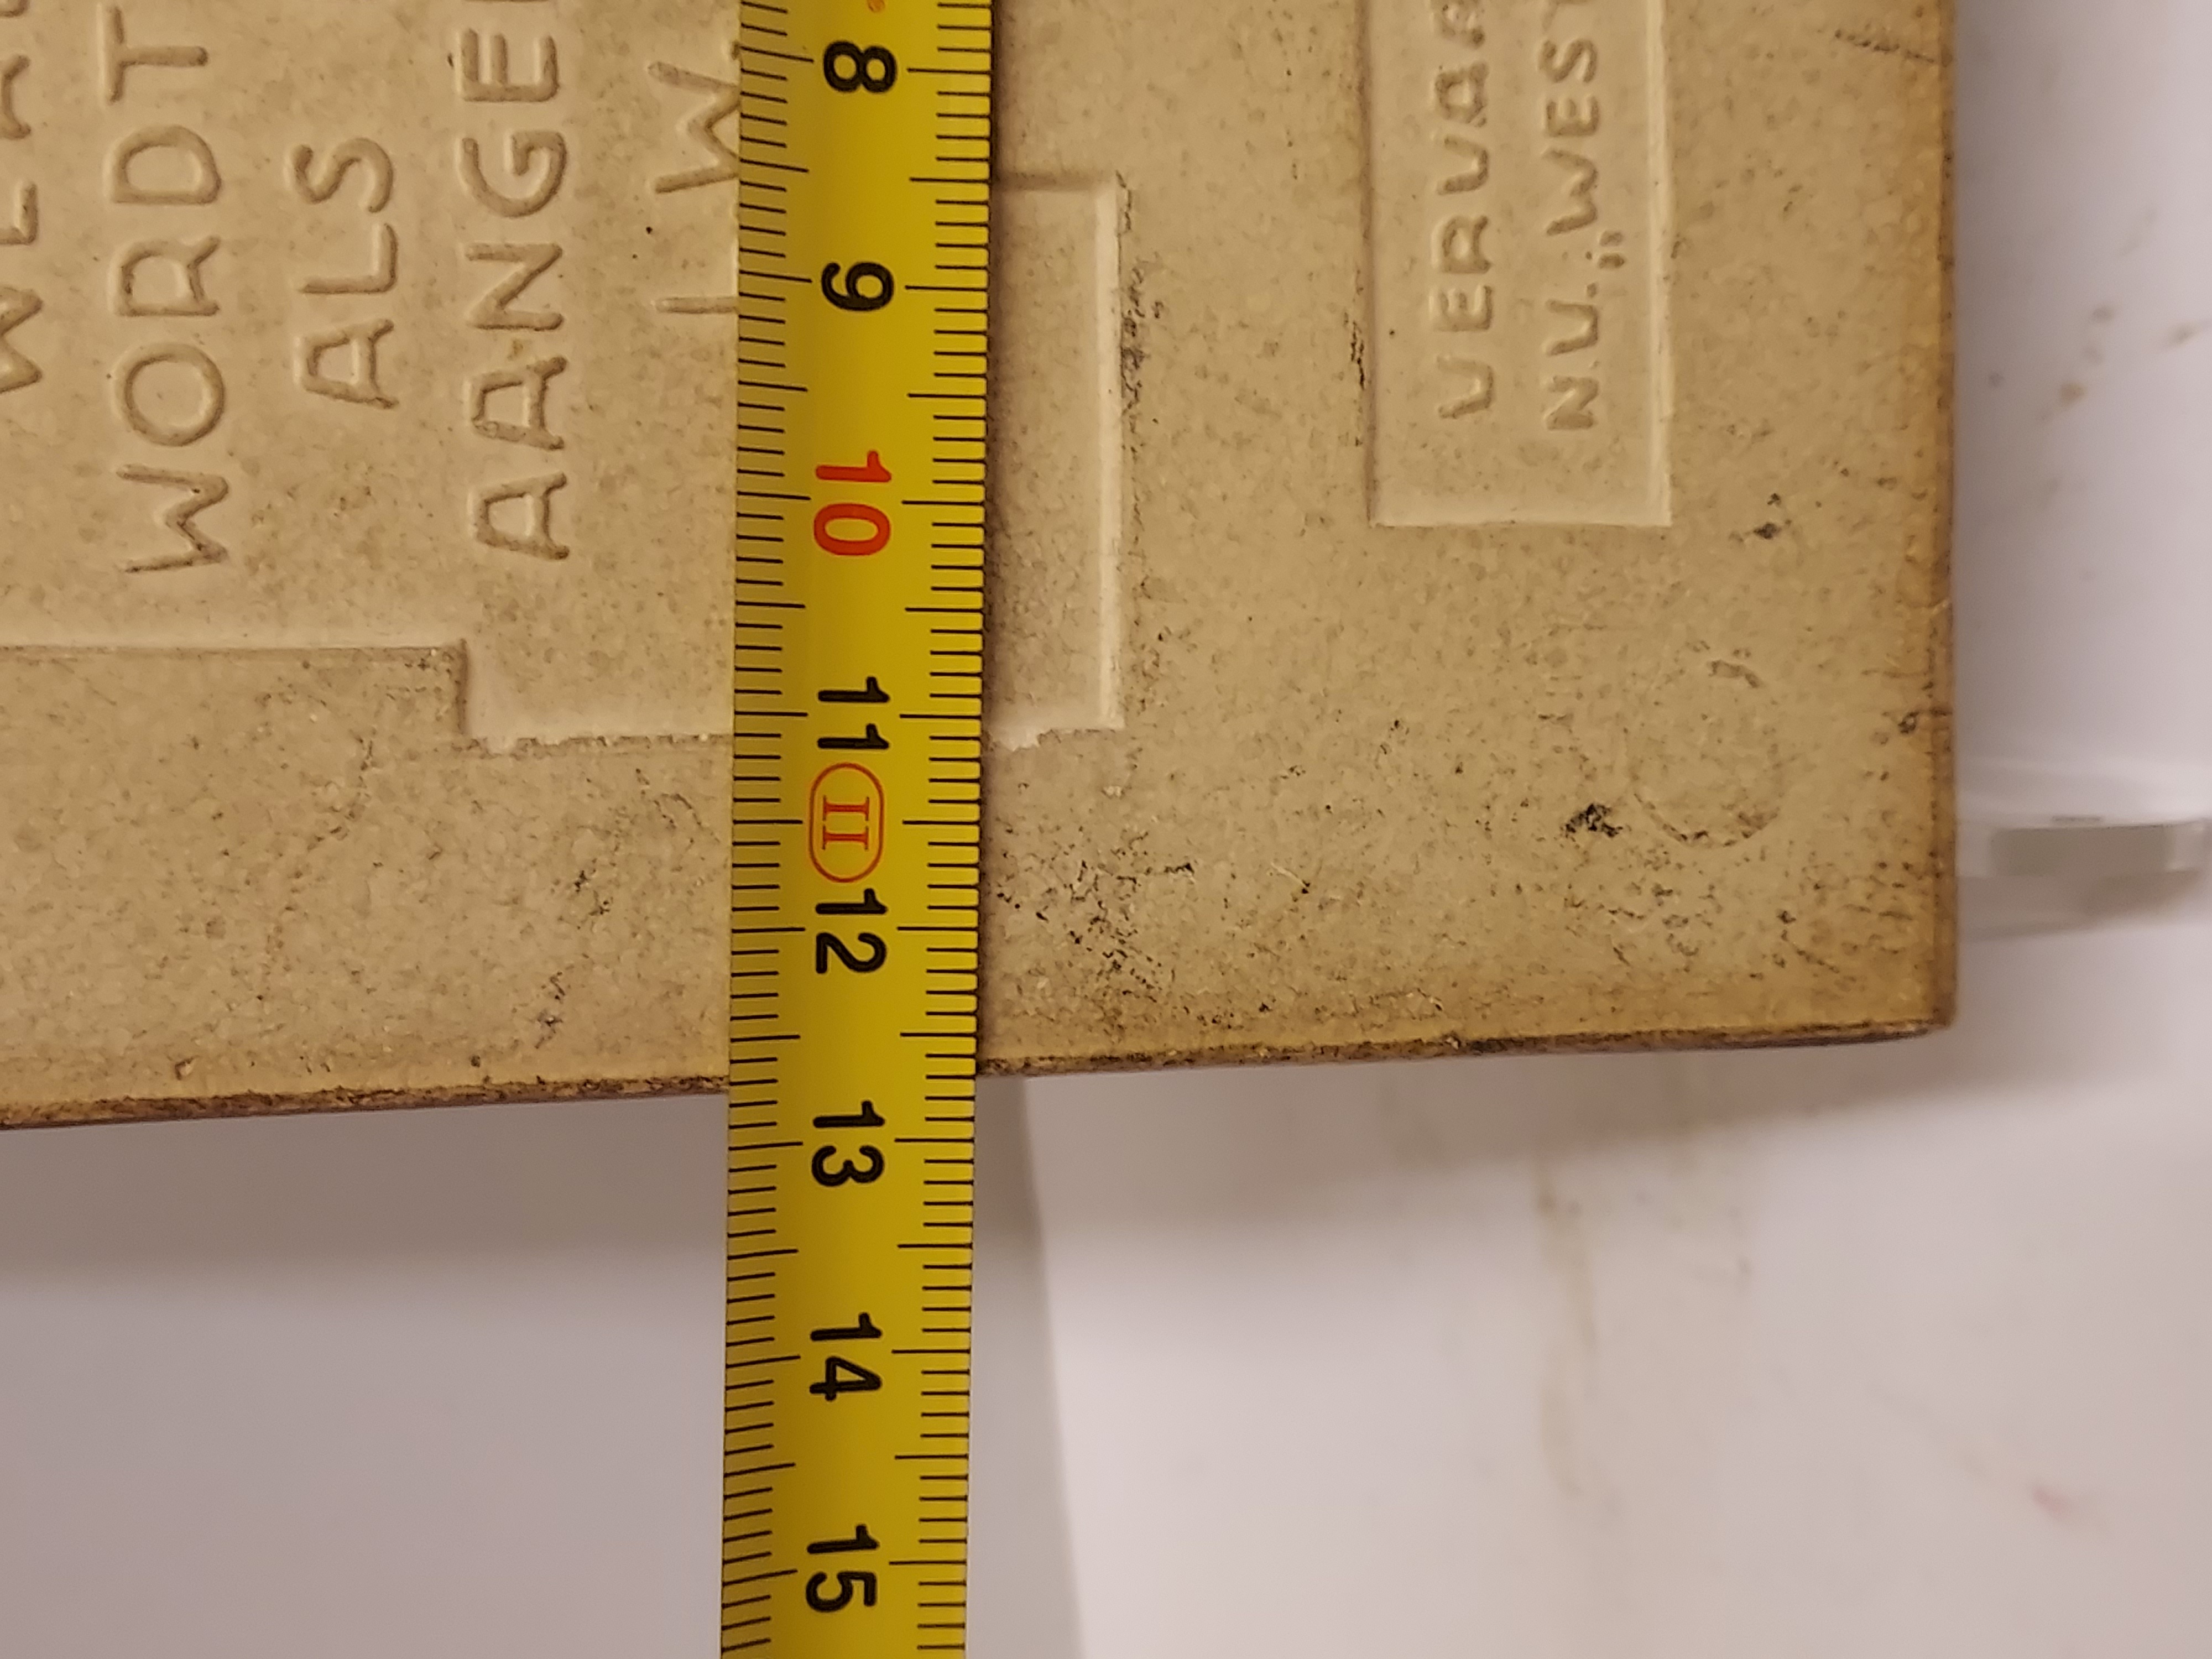 WORDT
ALS
AANGE
VERVAA
N.V. „WEST
8
9
10
11
II
12
13
14
15